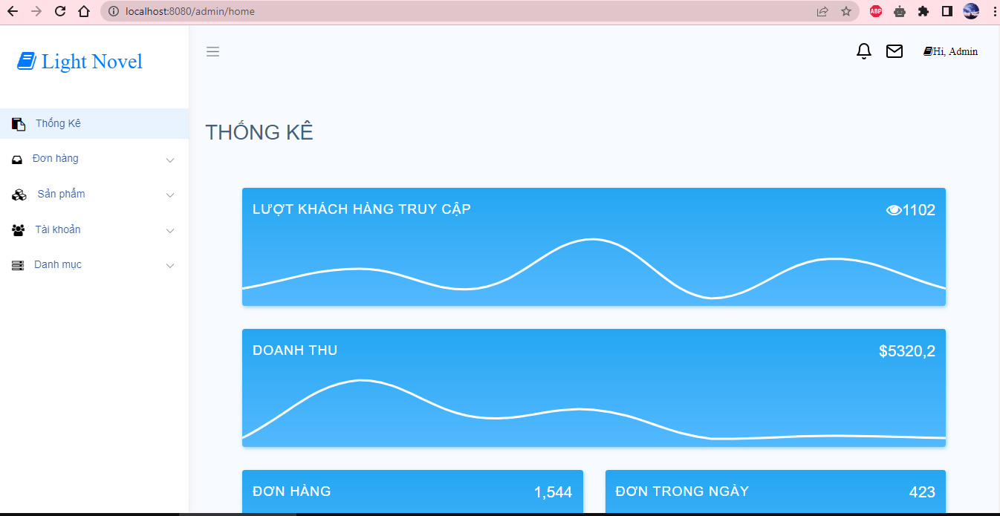 localhost:8080/admin/home
ABP
Light Novel
Hi, Admin
Thống Kê
Đơn hàng
Sản phẩm
Tài khoản
Danh mục
THỐNG KÊ
LƯỢT KHÁCH HÀNG TRUY CẬP
1102
DOANH THU
$5320,2
ĐƠN HÀNG
1,544
ĐƠN TRONG NGÀY
423